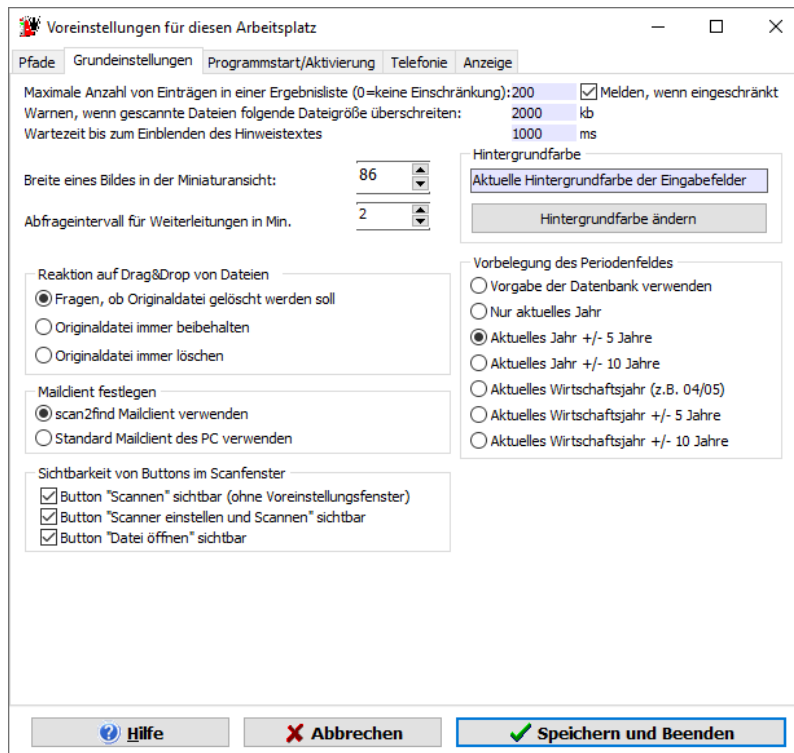 Voreinstellungen für diesen Arbeitsplatz
Pfade Grundeinstellungen Programmstart/Aktivierung Telefonie Anzeige
Maximale Anzahl von Einträgen in einer Ergebnisliste (0=keine Einschränkung): 200 Melden, wenn eingeschränkt
Warnen, wenn gescannte Dateien folgende Dateigröße überschreiten: 2000 kb
Wartezeit bis zum Einblenden des Hinweistextes 1000 ms
Breite eines Bildes in der Miniaturansicht: 86
Abfrageintervall für Weiterleitungen in Min. 2
Hintergrundfarbe
Aktuelle Hintergrundfarbe der Eingabefelder
Hintergrundfarbe ändern
Reaktion auf Drag&Drop von Dateien
Fragen, ob Originaldatei gelöscht werden soll
Originaldatei immer beibehalten
Originaldatei immer löschen
Mailclient festlegen
scan2find Mailclient verwenden
Standard Mailclient des PC verwenden
Sichtbarkeit von Buttons im Scanfenster
Button "Scannen" sichtbar (ohne Voreinstellungsfenster)
Button "Scanner einstellen und Scannen" sichtbar
Button "Datei öffnen" sichtbar
Vorbelegung des Periodenfeldes
Vorgabe der Datenbank verwenden
Nur aktuelles Jahr
Aktuelles Jahr +/- 5 Jahre
Aktuelles Jahr +/- 10 Jahre
Aktuelles Wirtschaftsjahr (z.B. 04/05)
Aktuelles Wirtschaftsjahr +/- 5 Jahre
Aktuelles Wirtschaftsjahr +/- 10 Jahre
Hilfe Abbrechen Speichern und Beenden